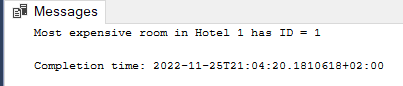 Messages
Most expensive room in Hotel 1 has ID = 1
Completion time: 2022-11-25T21:04:20.1810618+02:00